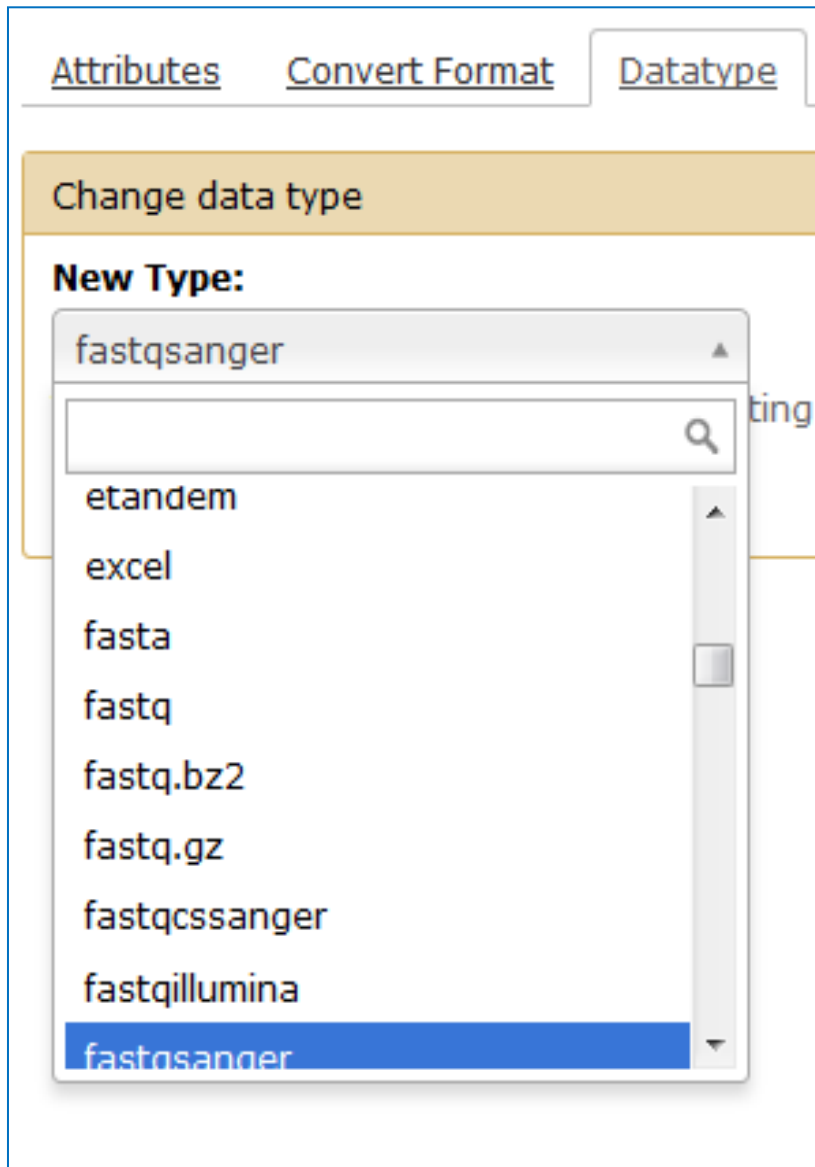 Attributes Convert Format Datatype
Change data type
New Type:
fastqsanger
ting
etandem
excel
fasta
fastq
fastq.bz2
fastq.gz
fastqcssanger
fastqillumina
fastqsanger